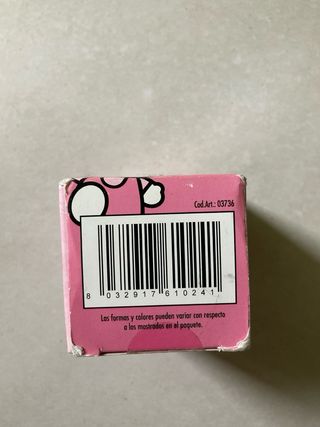 Cod.Art.: 03736
8 032917 610241
Las formas y colores pueden variar con respecto
a los mostrados en el paquete.